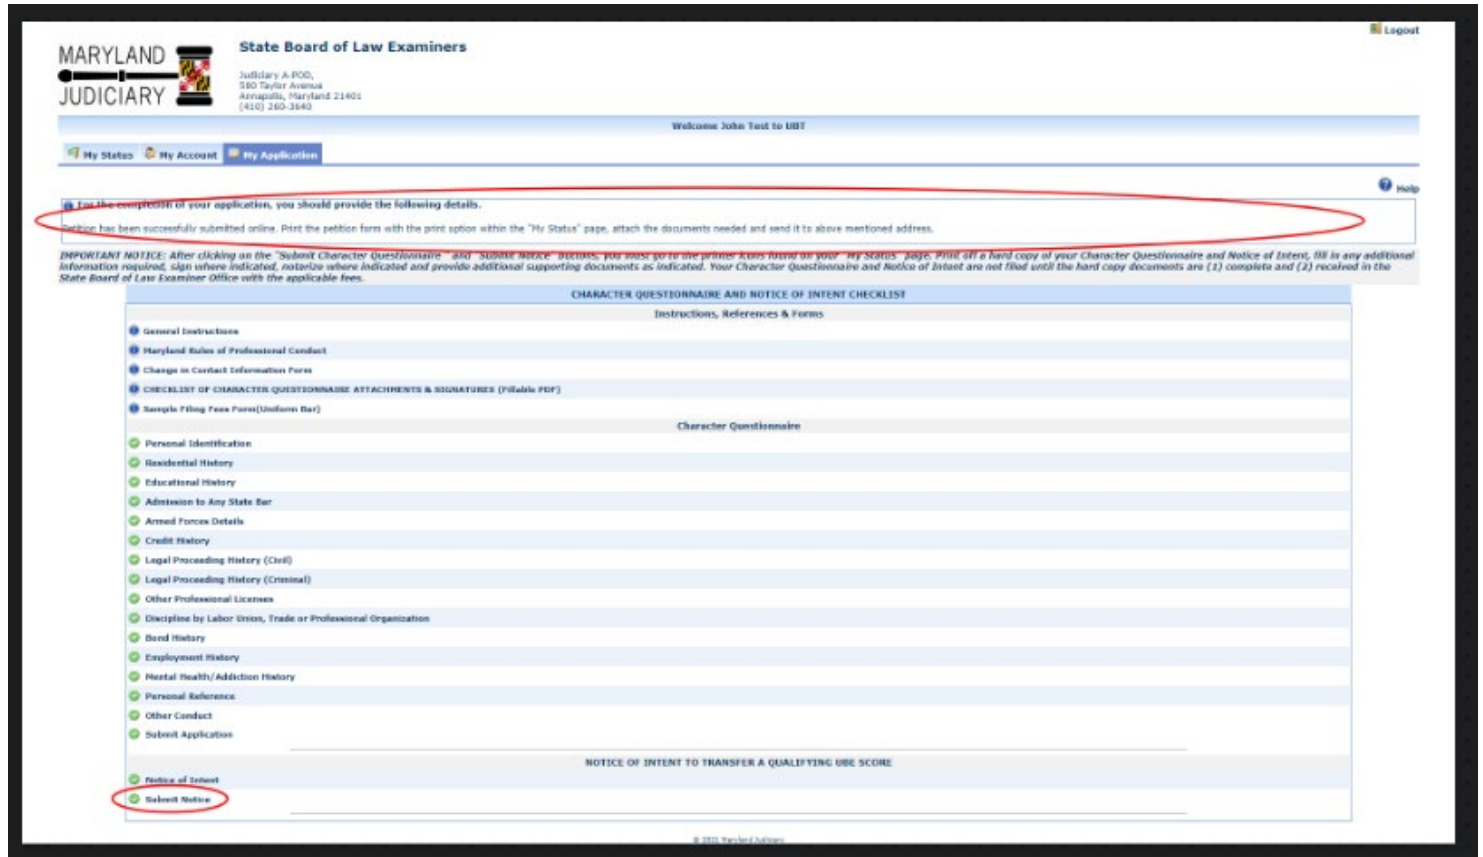 Logout
MARYLAND
JUDICIARY
State Board of Law Examiners
Judiciary A-POD,
580 Taylor Avenue
Annapolis, Maryland 21401
(410) 260-3640
Welcome John Test to UBT
My Status My Account My Application
Help
For the completion of your application, you should provide the following details.
Petition has been successfully submitted online. Print the petition form with the print option within the "My Status" page, attach the documents needed and send it to above mentioned address.
IMPORTANT NOTICE: After clicking on the "Submit Character Questionnaire " and "Submit Notice" buttons, you must go to the printer icons found on your "My Status" page. Print off a hard copy of your Character Questionnaire and Notice of Intent, fill in any additional
information required, sign where indicated, notarize where indicated and provide additional supporting documents as indicated. Your Character Questionnaire and Notice of Intent are not filed until the hard copy documents are (1) complete and (2) received in the
State Board of Law Examiner Office with the applicable fees.
CHARACTER QUESTIONNAIRE AND NOTICE OF INTENT CHECKLIST
Instructions, References & Forms
General Instructions
Maryland Rules of Professional Conduct
Change in Contact Information Form
CHECKLIST OF CHARACTER QUESTIONNAIRE ATTACHMENTS & SIGNATURES (Fillable PDF)
Sample Filing Fees Form(Uniform Bar)
Character Questionnaire
Personal Identification
Residential History
Educational History
Admission to Any State Bar
Armed Forces Details
Credit History
Legal Proceeding History (Civil)
Legal Proceeding History (Criminal)
Other Professional Licenses
Discipline by Labor Union, Trade or Professional Organization
Bond History
Employment History
Mental Health/Addiction History
Personal Reference
Other Conduct
Submit Application
NOTICE OF INTENT TO TRANSFER A QUALIFYING UBE SCORE
Notice of Intent
Submit Notice
© Maryland Judiciary